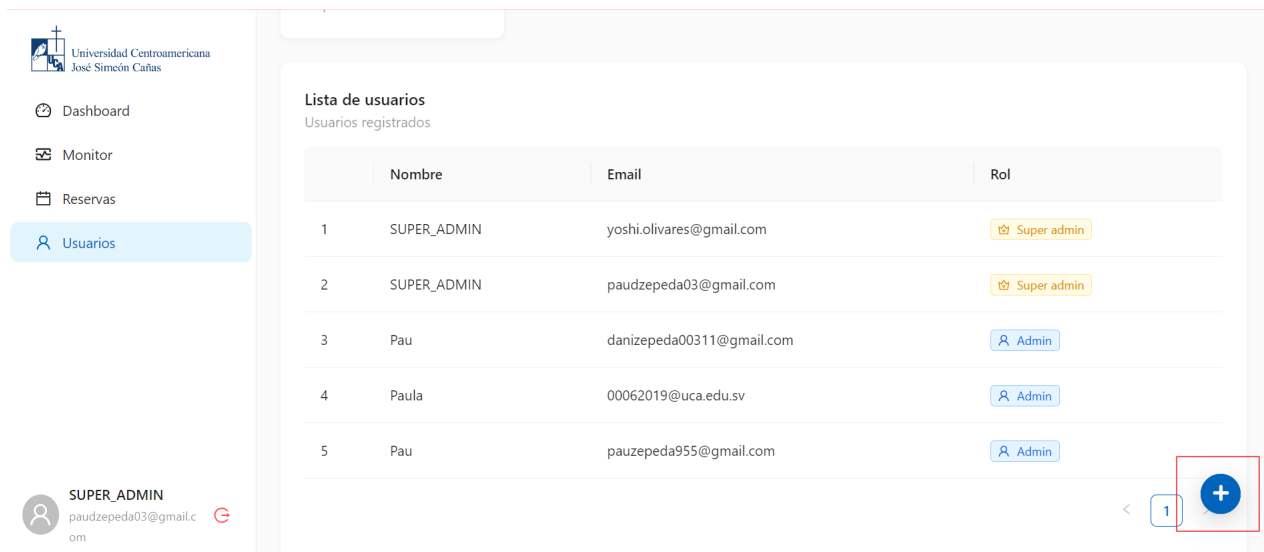 UCA
Universidad Centroamericana
José Simeón Cañas
Dashboard
Monitor
Reservas
Usuarios
SUPER_ADMIN
paudzepeda03@gmail.c
om
Lista de usuarios
Usuarios registrados
Nombre Email Rol
1 SUPER_ADMIN yoshi.olivares@gmail.com Super admin
2 SUPER_ADMIN paudzepeda03@gmail.com Super admin
3 Pau danizepeda00311@gmail.com Admin
4 Paula 00062019@uca.edu.sv Admin
5 Pau pauzepeda955@gmail.com Admin
< 1 >
+